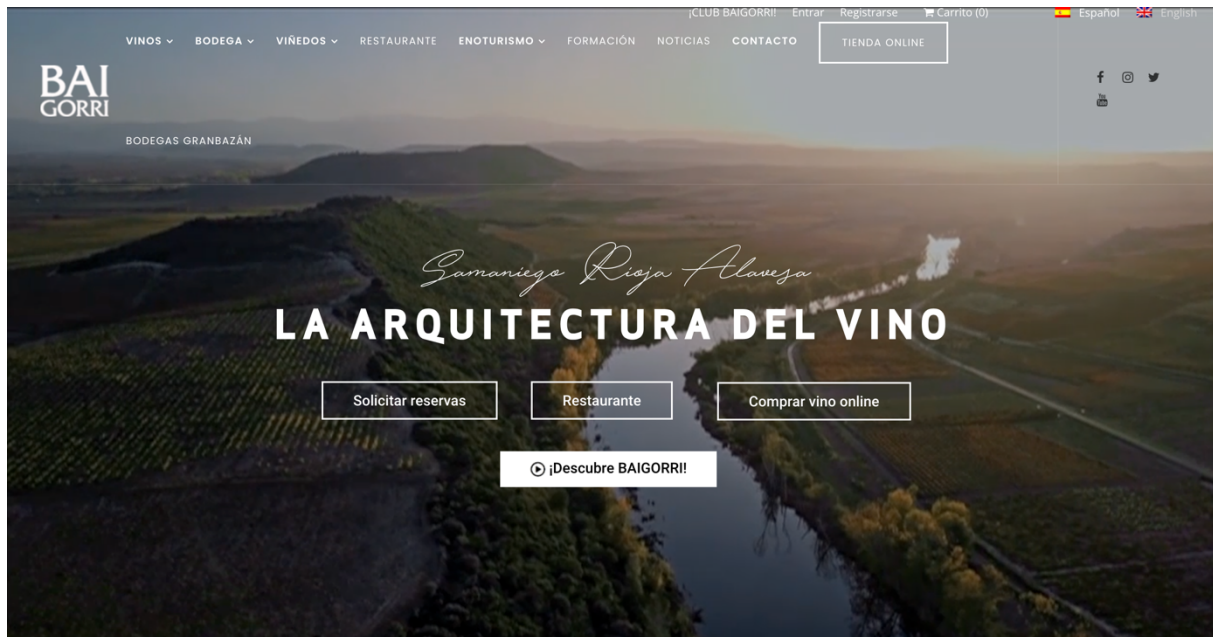 ¡CLUB BAIGORRI! Entrar Registrarse Carrito (0) Español English
VINOS BODEGA VIÑEDOS RESTAURANTE ENOTURISMO FORMACIÓN NOTICIAS CONTACTO TIENDA ONLINE
BAI
GORRI
BODEGAS GRANBAZÁN
Samaniego Rioja Alavesa
LA ARQUITECTURA DEL VINO
Solicitar reservas Restaurante Comprar vino online
¡Descubre BAIGORRI!